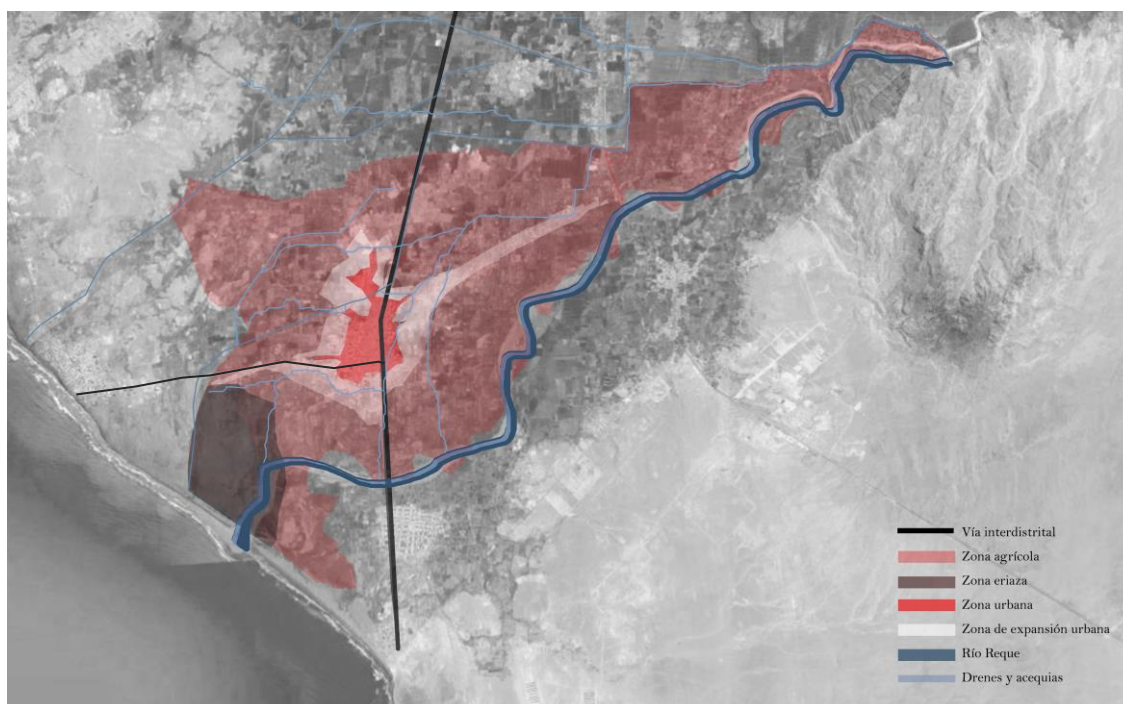 Vía interdistrital
Zona agrícola
Zona eriaza
Zona urbana
Zona de expansión urbana
Río Reque
Drenes y acequias